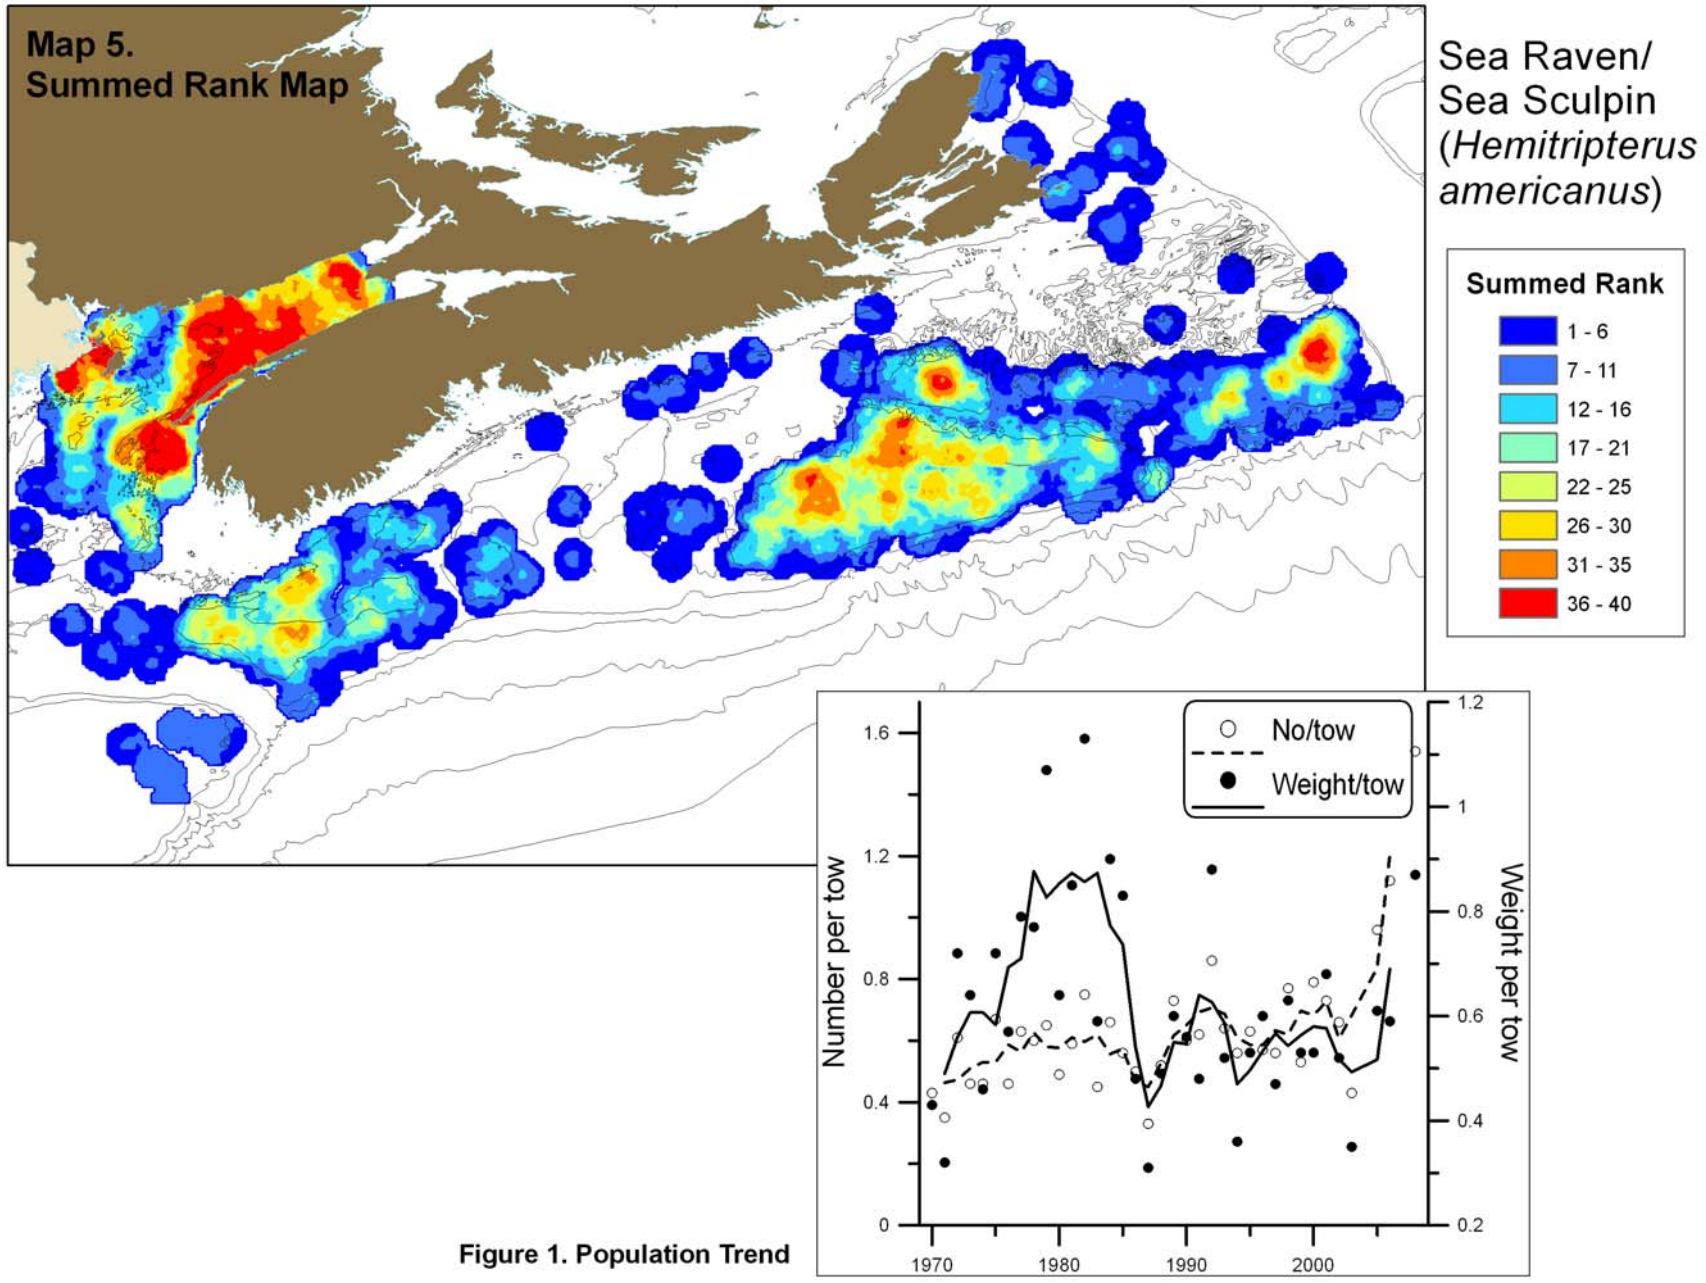 Map 5.
Summed Rank Map
Sea Raven/
Sea Sculpin
(Hemitripterus
americanus)
Summed Rank
1 - 6
7 - 11
12 - 16
17 - 21
22 - 25
26 - 30
31 - 35
36 - 40
No/tow
Weight/tow
Number per tow
1.6
1.2
0.8
0.4
0
Weight per tow
1.2
1
0.8
0.6
0.4
0.2
1970
1980
1990
2000
Figure 1. Population Trend